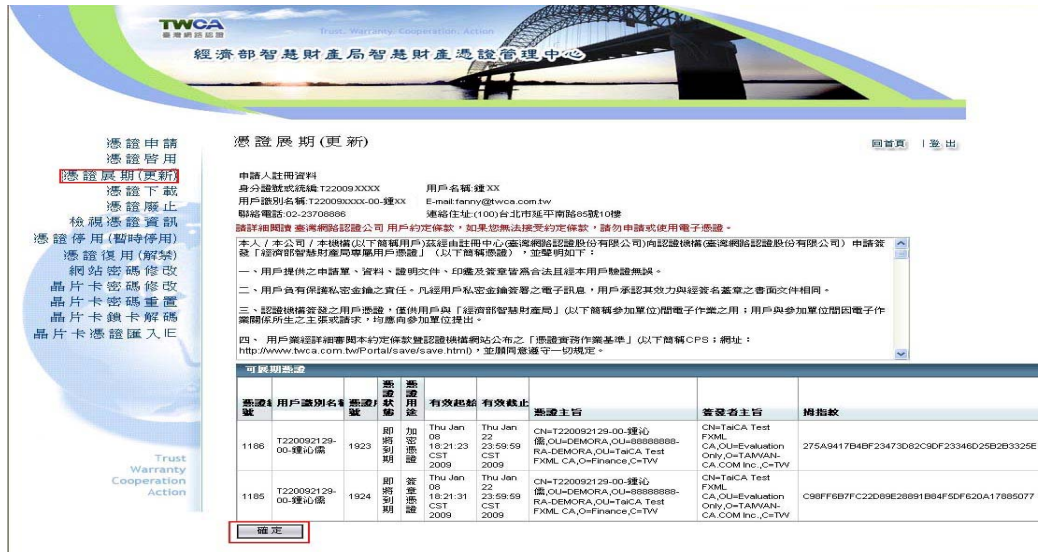 TWCA
臺灣網路認證
Trust, Warranty, Cooperation, Action
經濟部智慧財產局智慧財產憑證管理中心
憑證申請
憑證啓用
憑證展期(更新)
憑證下載
憑證廢止
檢視憑證資訊
憑證停用(暫時停用)
憑證復用(解禁)
網站密碼修改
晶片卡密碼修改
晶片卡密碼重置
晶片卡鎖卡解碼
晶片卡憑證匯入IE
Trust
Warranty
Cooperation
Action
憑證展期(更新)
回首頁 | 登出
申請人註冊資料
身分證號或統編:T22009XXXX 用戶名稱:鍾XX
用戶識別名稱:T22009XXXX-00-鍾XX E-mail:fanny@twca.com.tw
聯絡電話:02-23708886 連絡住址:(100)台北市延平南路85號10樓
請詳細閱讀 臺灣網路認證公司 用戶約定條款，如果您無法接受約定條款，請勿申請或使用電子憑證。
本人 / 本公司 / 本機構(以下簡稱用戶)茲經由註冊中心(臺灣網路認證股份有限公司)向認證機構(臺灣網路認證股份有限公司) 申請簽
發「經濟部智慧財產局專屬用戶憑證」 (以下簡稱憑證) ，並聲明如下：
一、用戶提供之申請單、資料、證明文件、印鑑及簽章皆為合法且經本用戶驗證無誤。
二、用戶負有保護私密金鑰之責任。凡經用戶私密金鑰簽署之電子訊息，用戶承認其效力與經簽名蓋章之書面文件相同。
三、認證機構簽發之用戶憑證，僅供用戶與「經濟部智慧財產局」(以下簡稱參加單位)間電子作業之用；用戶與參加單位間因電子作
業關係所生之主張或請求，均應向參加單位提出。
四、 用戶業經詳細審閱本約定條款暨認證機構網站公布之「憑證實務作業基準」(以下簡稱CPS；網址：
http://www.twca.com.tw/Portal/save/save.html)，並願同意遵守一切規定。
可展期憑證
憑證 號 用戶識別名 憑證 號 憑證狀態 憑證用途 有效起始 有效截止 憑證主旨 簽發者主旨 拇指紋
1186 T220092129-00-鍾沁儒 1923 即將到期 加密憑證 Thu Jan 08 18:21:23 CST 2009 Thu Jan 22 23:59:59 CST 2009 CN=T220092129-00-鍾沁儒,OU=DEMORA,OU=88888888-RA-DEMORA,OU=TaiCA Test FXML CA,O=Finance,C=TW CN=TaiCA Test FXML CA,OU=Evaluation Only,O=TAIWAN-CA.COM Inc.,C=TW 275A9417B4BF23473D82C9DF23346D25B2B3325E
1185 T220092129-00-鍾沁儒 1924 即將到期 簽章憑證 Thu Jan 08 18:21:31 CST 2009 Thu Jan 22 23:59:59 CST 2009 CN=T220092129-00-鍾沁儒,OU=DEMORA,OU=88888888-RA-DEMORA,OU=TaiCA Test FXML CA,O=Finance,C=TW CN=TaiCA Test FXML CA,OU=Evaluation Only,O=TAIWAN-CA.COM Inc.,C=TW C98FF6B7FC22D89E28891B84F5DF620A17885077
確定